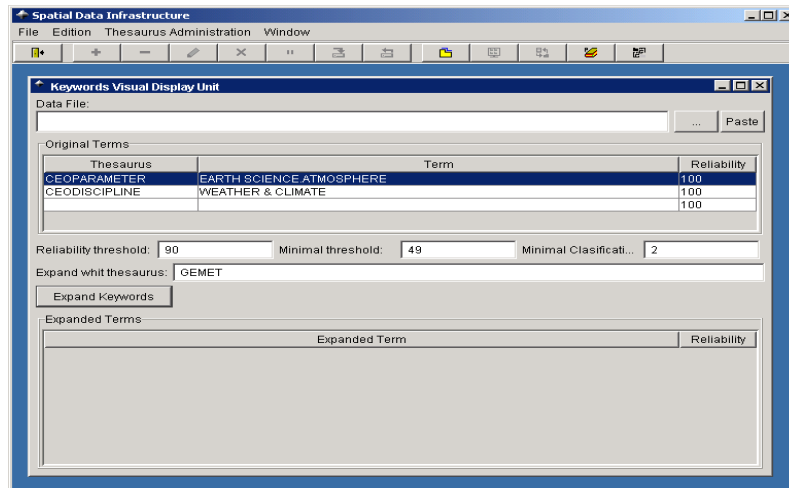 Spatial Data Infrastructure
File Edition Thesaurus Administration Window
Keywords Visual Display Unit
Data File:
... Paste
Original Terms
Thesaurus Term Reliability
CEOPARAMETER EARTH SCIENCE.ATMOSPHERE 100
CEODISCIPLINE WEATHER & CLIMATE 100
100
Reliability threshold: 90 Minimal threshold: 49 Minimal Clasificati... 2
Expand whit thesaurus: GEMET
Expand Keywords
Expanded Terms
Expanded Term Reliability